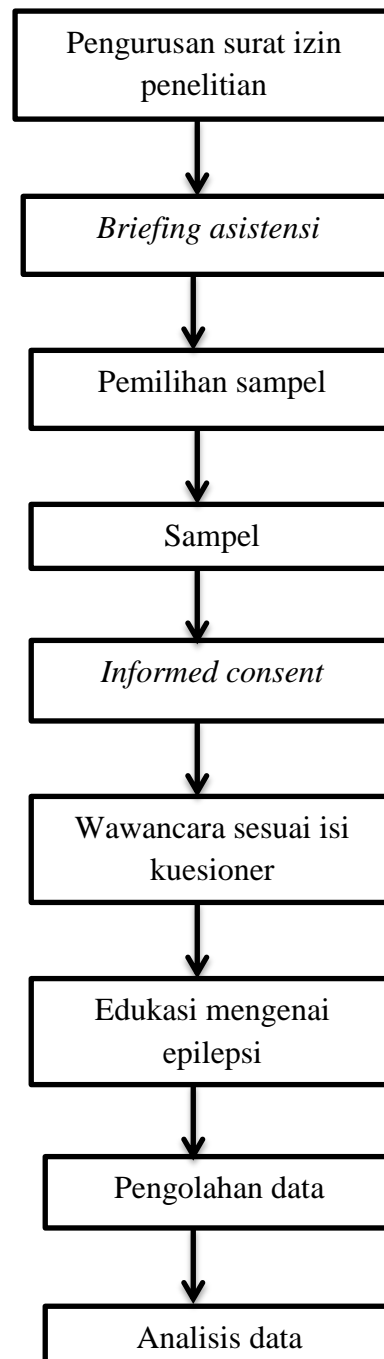 Pengurusan surat izin
penelitian
Briefing asistensi
Pemilihan sampel
Sampel
Informed consent
Wawancara sesuai isi
kuesioner
Edukasi mengenai
epilepsi
Pengolahan data
Analisis data